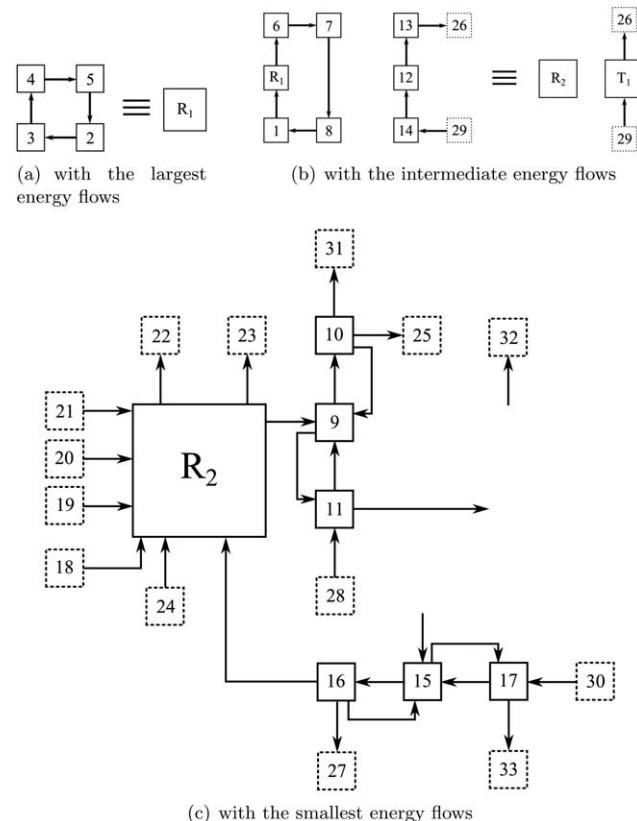 4 5
3 2
≡ R₁
(a) with the largest
energy flows
6 7
R₁
1 8
13 26
12
14 29
≡ R₂
26
T₁
29
(b) with the intermediate energy flows
31
22 23 10 25 32
21
R₂ 9
20
19 11
18 24 28
16 15 17 30
27 33
(c) with the smallest energy flows